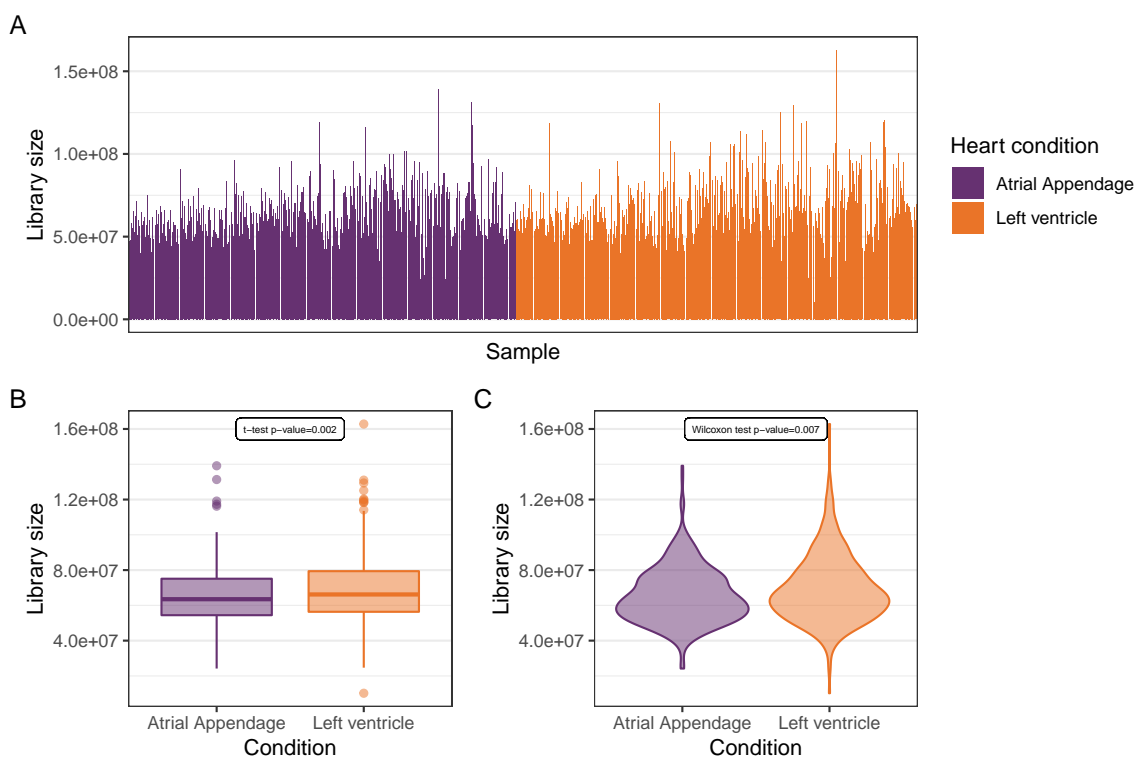 A
1.5e+08
1.0e+08
5.0e+07
0.0e+00
Library size
Sample
Heart condition
Atrial Appendage
Left ventricle
B
t−test p−value=0.002
1.6e+08
1.2e+08
8.0e+07
4.0e+07
Library size
Atrial Appendage
Left ventricle
Condition
C
Wilcoxon test p−value=0.007
1.6e+08
1.2e+08
8.0e+07
4.0e+07
Library size
Atrial Appendage
Left ventricle
Condition